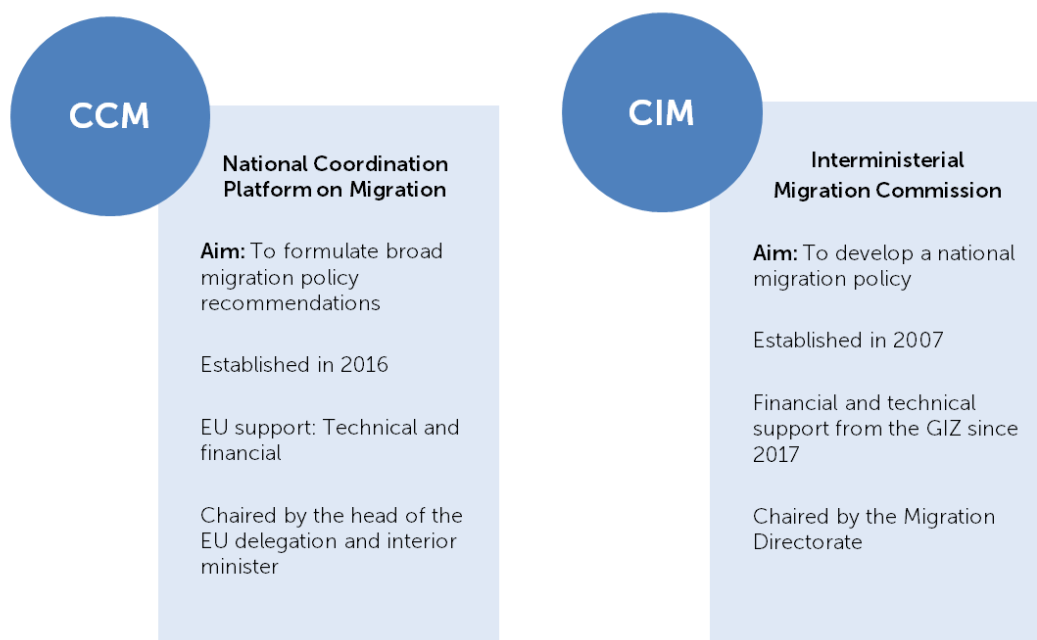 CCM
National Coordination
Platform on Migration
Aim: To formulate broad
migration policy
recommendations
Established in 2016
EU support: Technical and
financial
Chaired by the head of the
EU delegation and interior
minister
CIM
Interministerial
Migration Commission
Aim: To develop a national
migration policy
Established in 2007
Financial and technical
support from the GIZ since
2017
Chaired by the Migration
Directorate